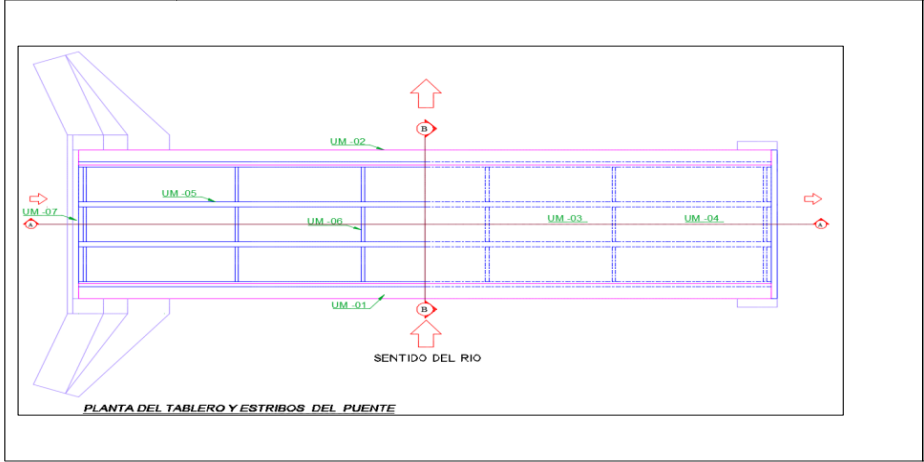 B
UM -02
UM -05
UM -07
UM -06
UM -03
UM -04
A
A
UM -01
B
SENTIDO DEL RIO
PLANTA DEL TABLERO Y ESTRIBOS DEL PUENTE